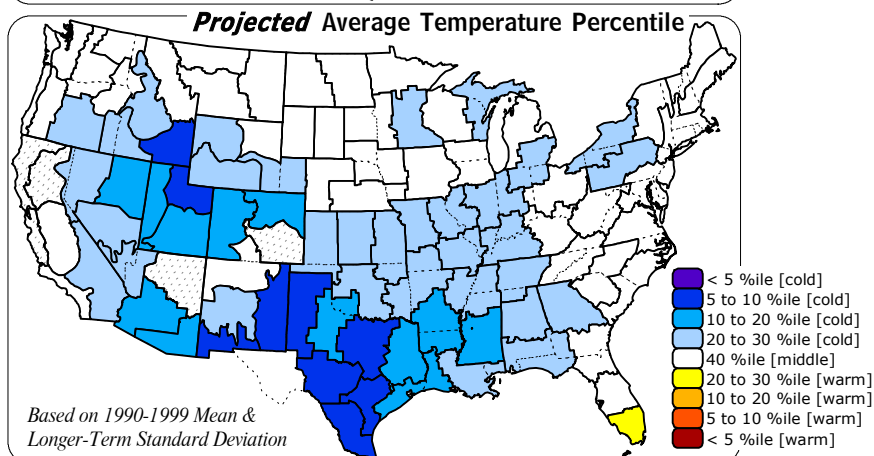 Projected Average Temperature Percentile
< 5 %ile [cold]
5 to 10 %ile [cold]
10 to 20 %ile [cold]
20 to 30 %ile [cold]
40 %ile [middle]
20 to 30 %ile [warm]
10 to 20 %ile [warm]
5 to 10 %ile [warm]
< 5 %ile [warm]
Based on 1990-1999 Mean &
Longer-Term Standard Deviation